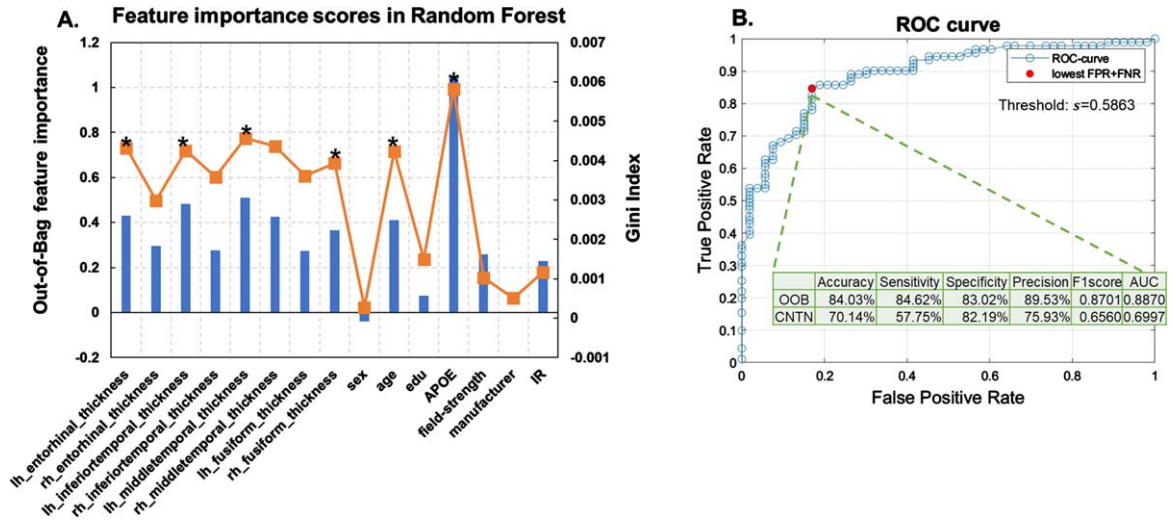 A.
Feature importance scores in Random Forest
Out-of-Bag feature importance
1.2
1
0.8
0.6
0.4
0.2
0
-0.2
* * * * * *
0.007
0.006
0.005
0.004
0.003
0.002
0.001
0
-0.001
Gini Index
lh_entorhinal_thickness
rh_entorhinal_thickness
lh_inferiortemporal_thickness
rh_inferiortemporal_thickness
lh_middletemporal_thickness
rh_middletemporal_thickness
lh_fusiform_thickness
rh_fusiform_thickness
sex
age
edu
APOE
field-strength
manufacturer
IR
B.
ROC curve
True Positive Rate
1
0.9
0.8
0.7
0.6
0.5
0.4
0.3
0.2
0.1
0
ROC-curve
lowest FPR+FNR
Threshold: s=0.5863
Accuracy Sensitivity Specificity Precision F1score AUC
OOB 84.03% 84.62% 83.02% 89.53% 0.8701 0.8870
CNTN 70.14% 57.75% 82.19% 75.93% 0.6560 0.6997
0 0.2 0.4 0.6 0.8 1
False Positive Rate